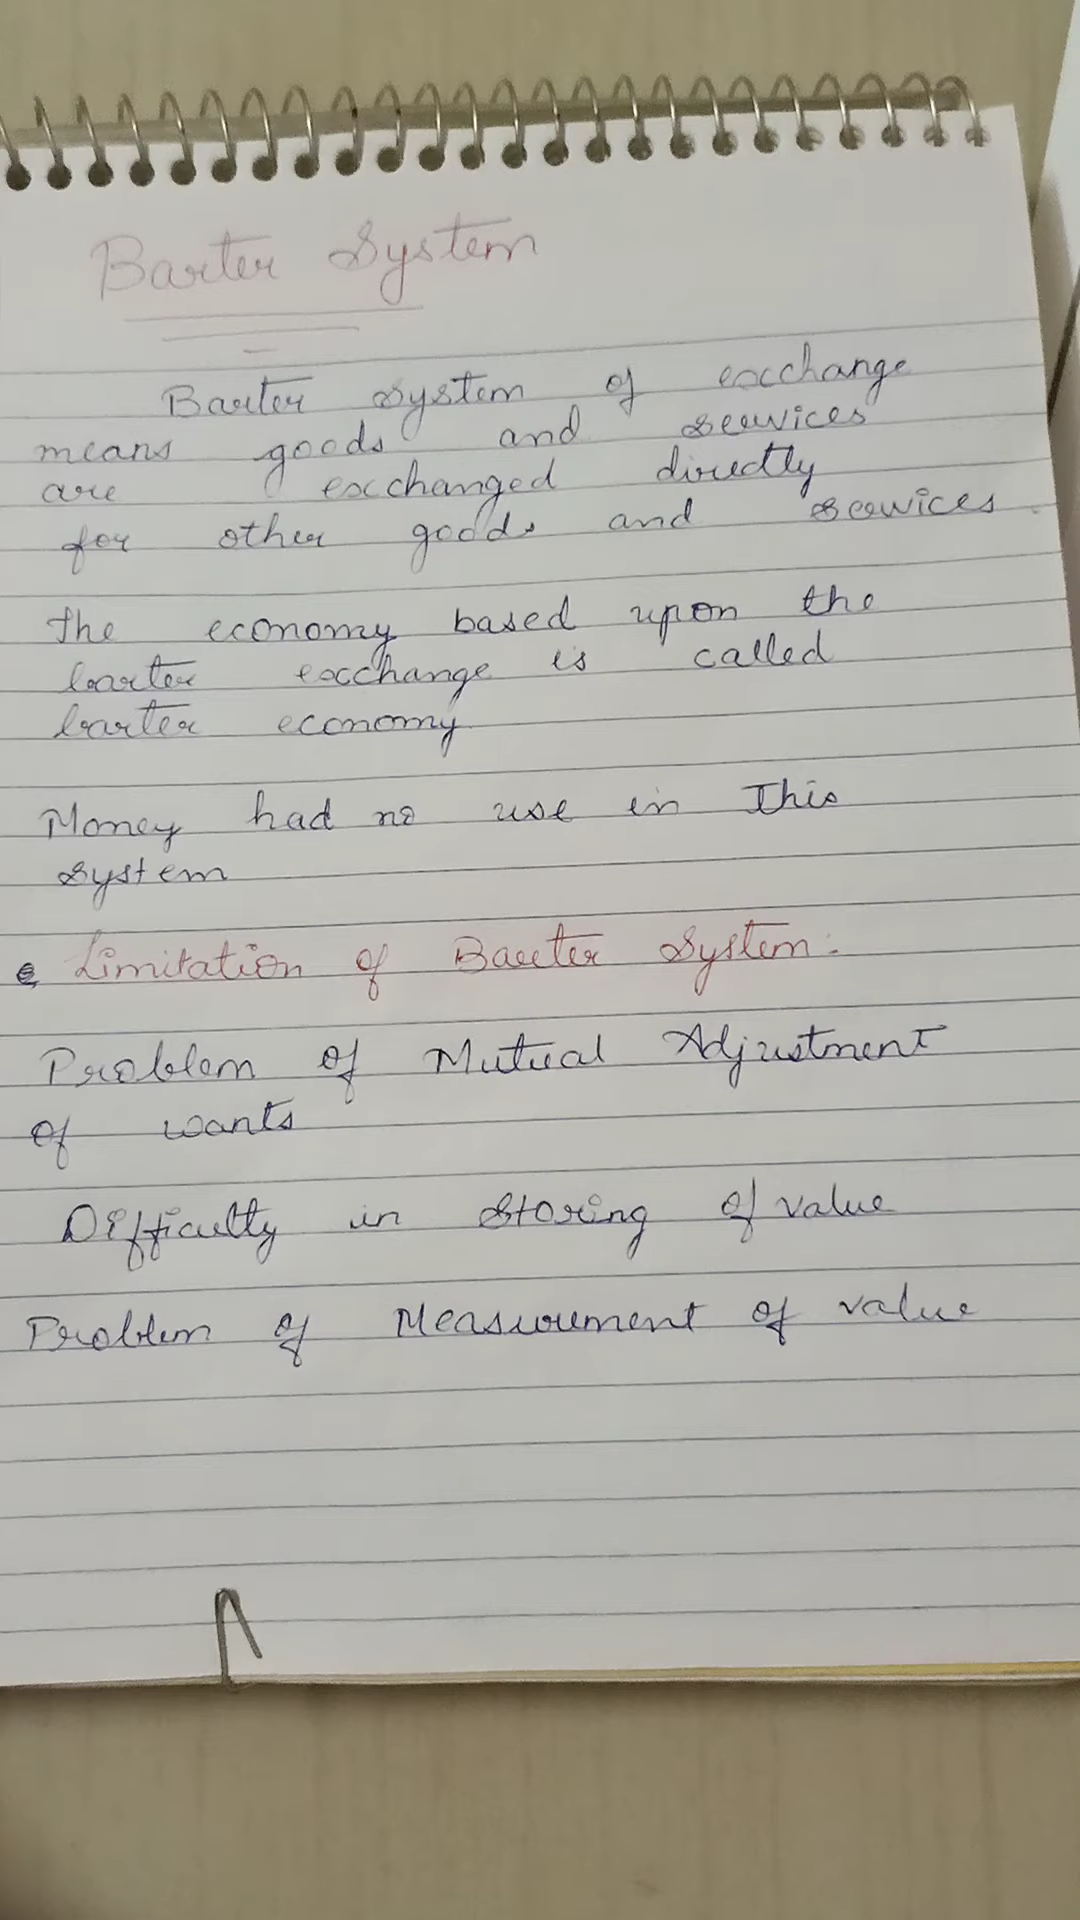 Barter System
Barter system of exchange
means goods and services
are exchanged directly
for other goods and services
The economy based upon the
barter exchange is called
barter economy
Money had no use in This
system
Limitation of Barter System:
Problem of Mutual Adjustment
of wants
Difficulty in storing of value
Problem of Measurement of value